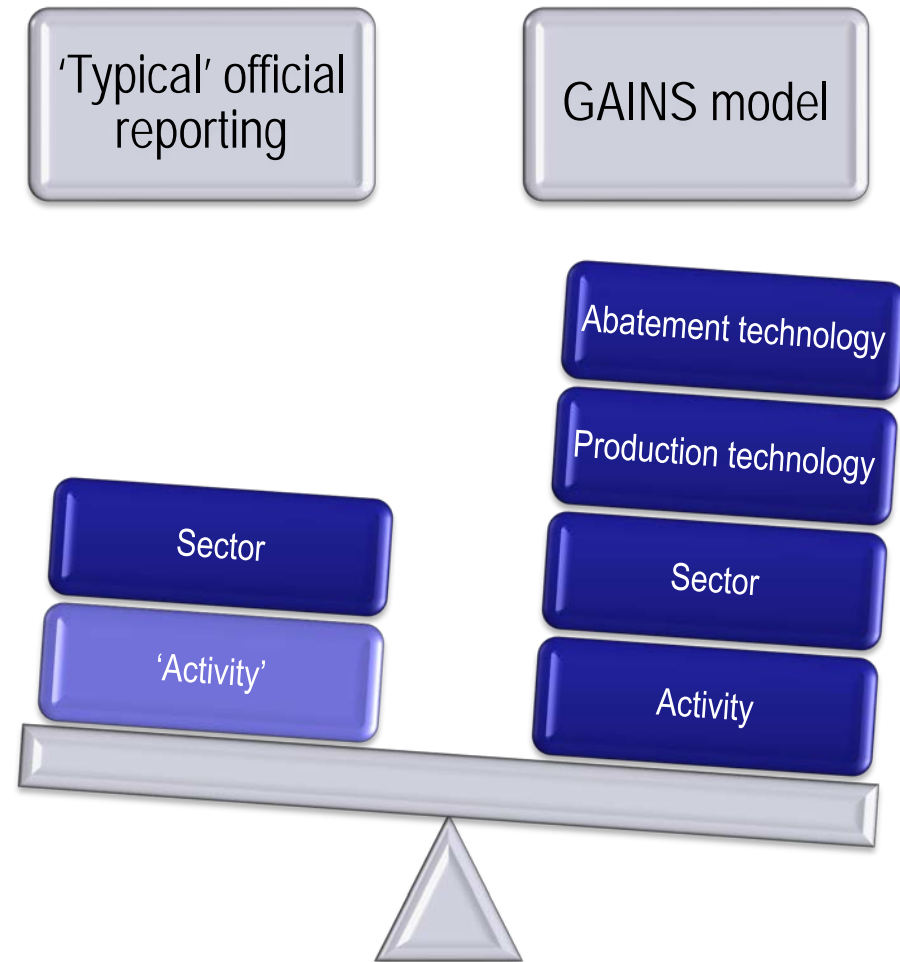 ‘Typical’ official
reporting
GAINS model
Abatement technology
Production technology
Sector
Sector
‘Activity’
Activity